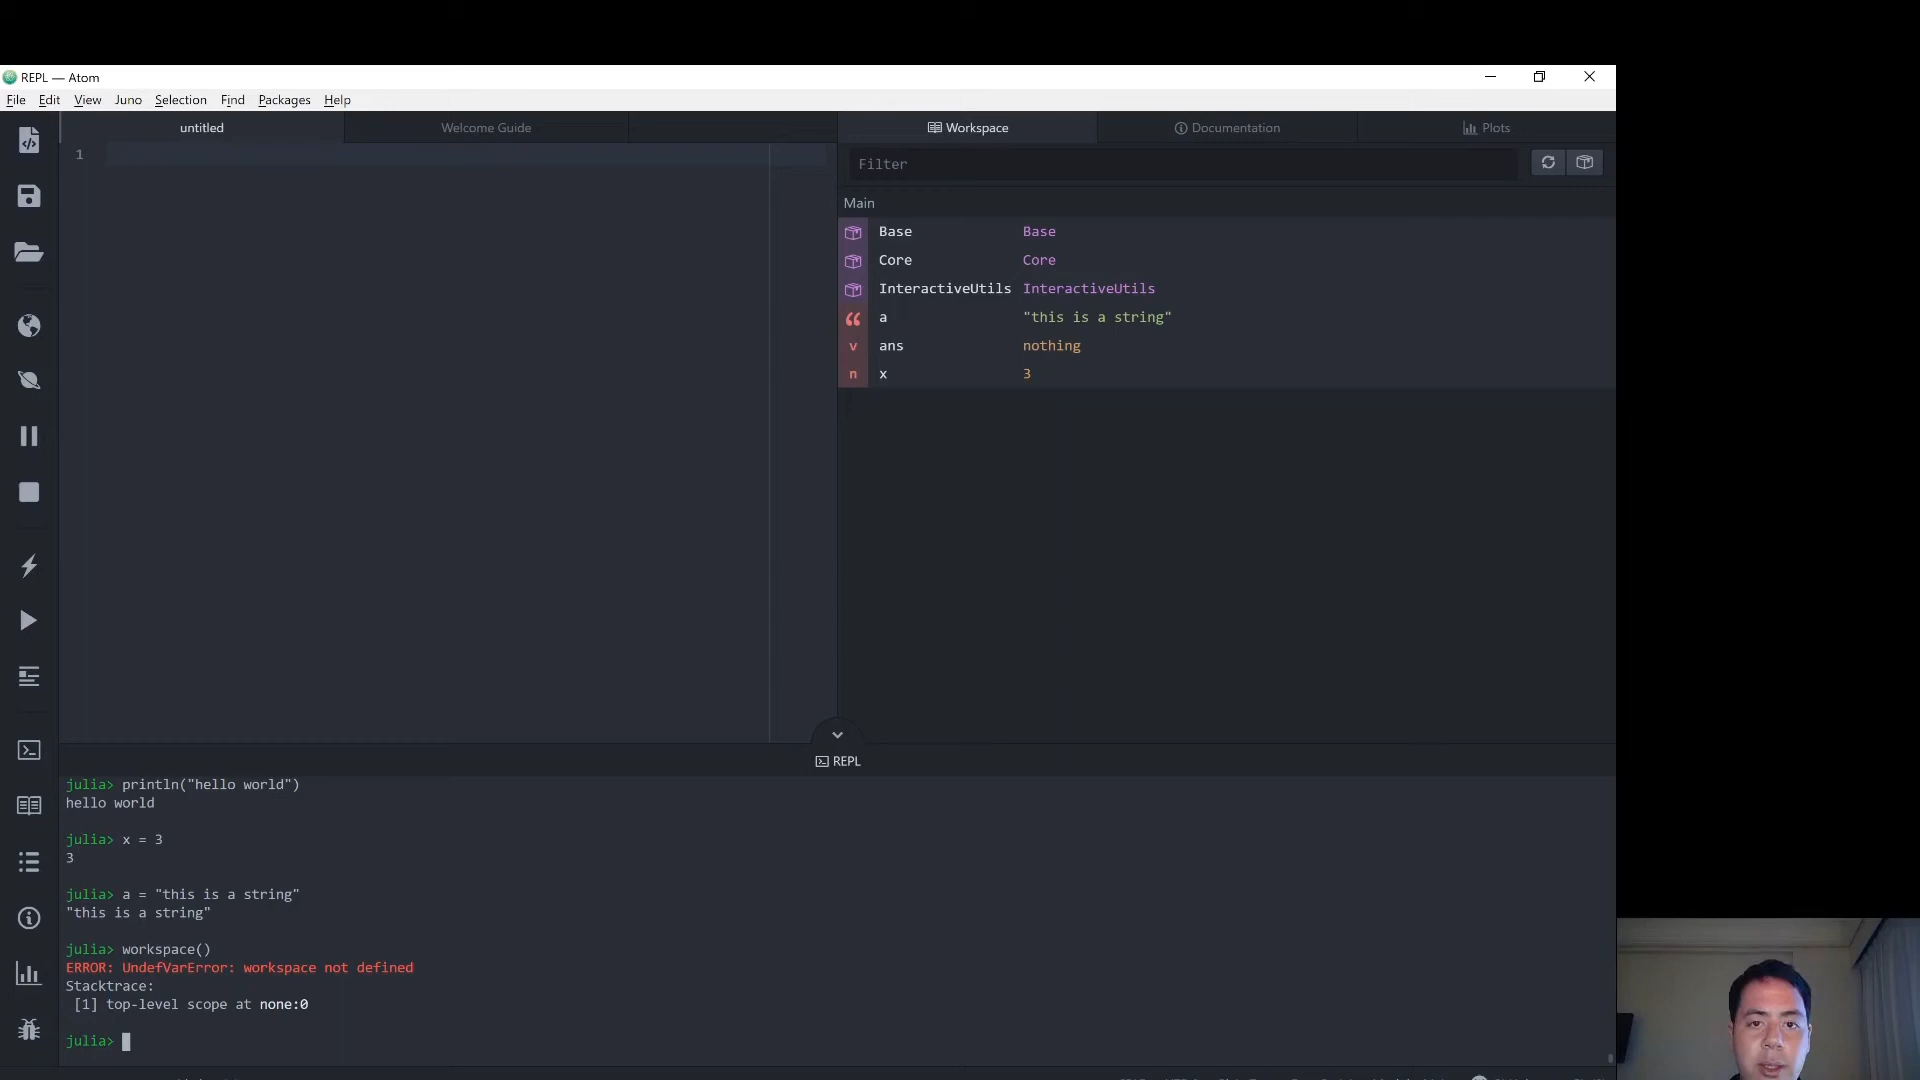 REPL — Atom
File Edit View Juno Selection Find Packages Help
untitled Welcome Guide
Workspace Documentation Plots
1
Filter
Main
Base Base
Core Core
InteractiveUtils InteractiveUtils
a "this is a string"
v ans nothing
n x 3
REPL
julia> println("hello world")
hello world
julia> x = 3
3
julia> a = "this is a string"
"this is a string"
julia> workspace()
ERROR: UndefVarError: workspace not defined
Stacktrace:
[1] top-level scope at none:0
julia>